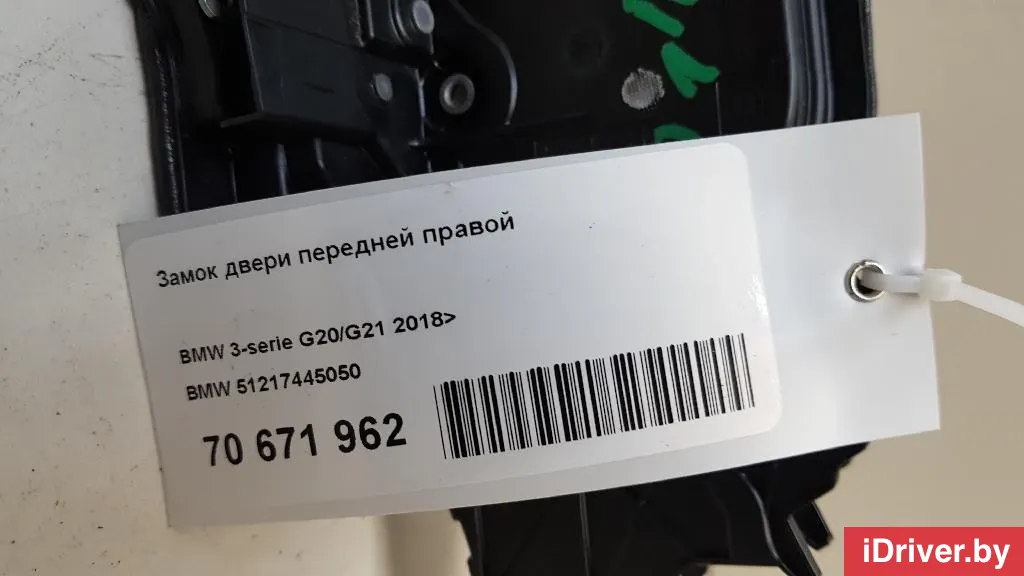 Замок двери передней правой
BMW 3-serie G20/G21 2018>
BMW 51217445050
70 671 962
iDriver.by